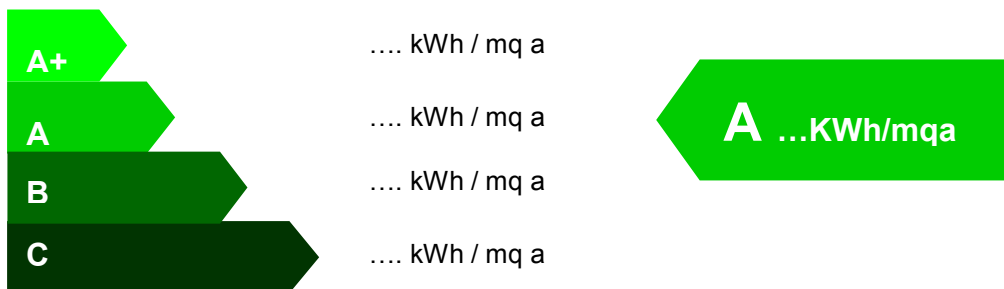 A+ …. kWh / mq a
A …. kWh / mq a
A ...KWh/mqa
B …. kWh / mq a
C …. kWh / mq a